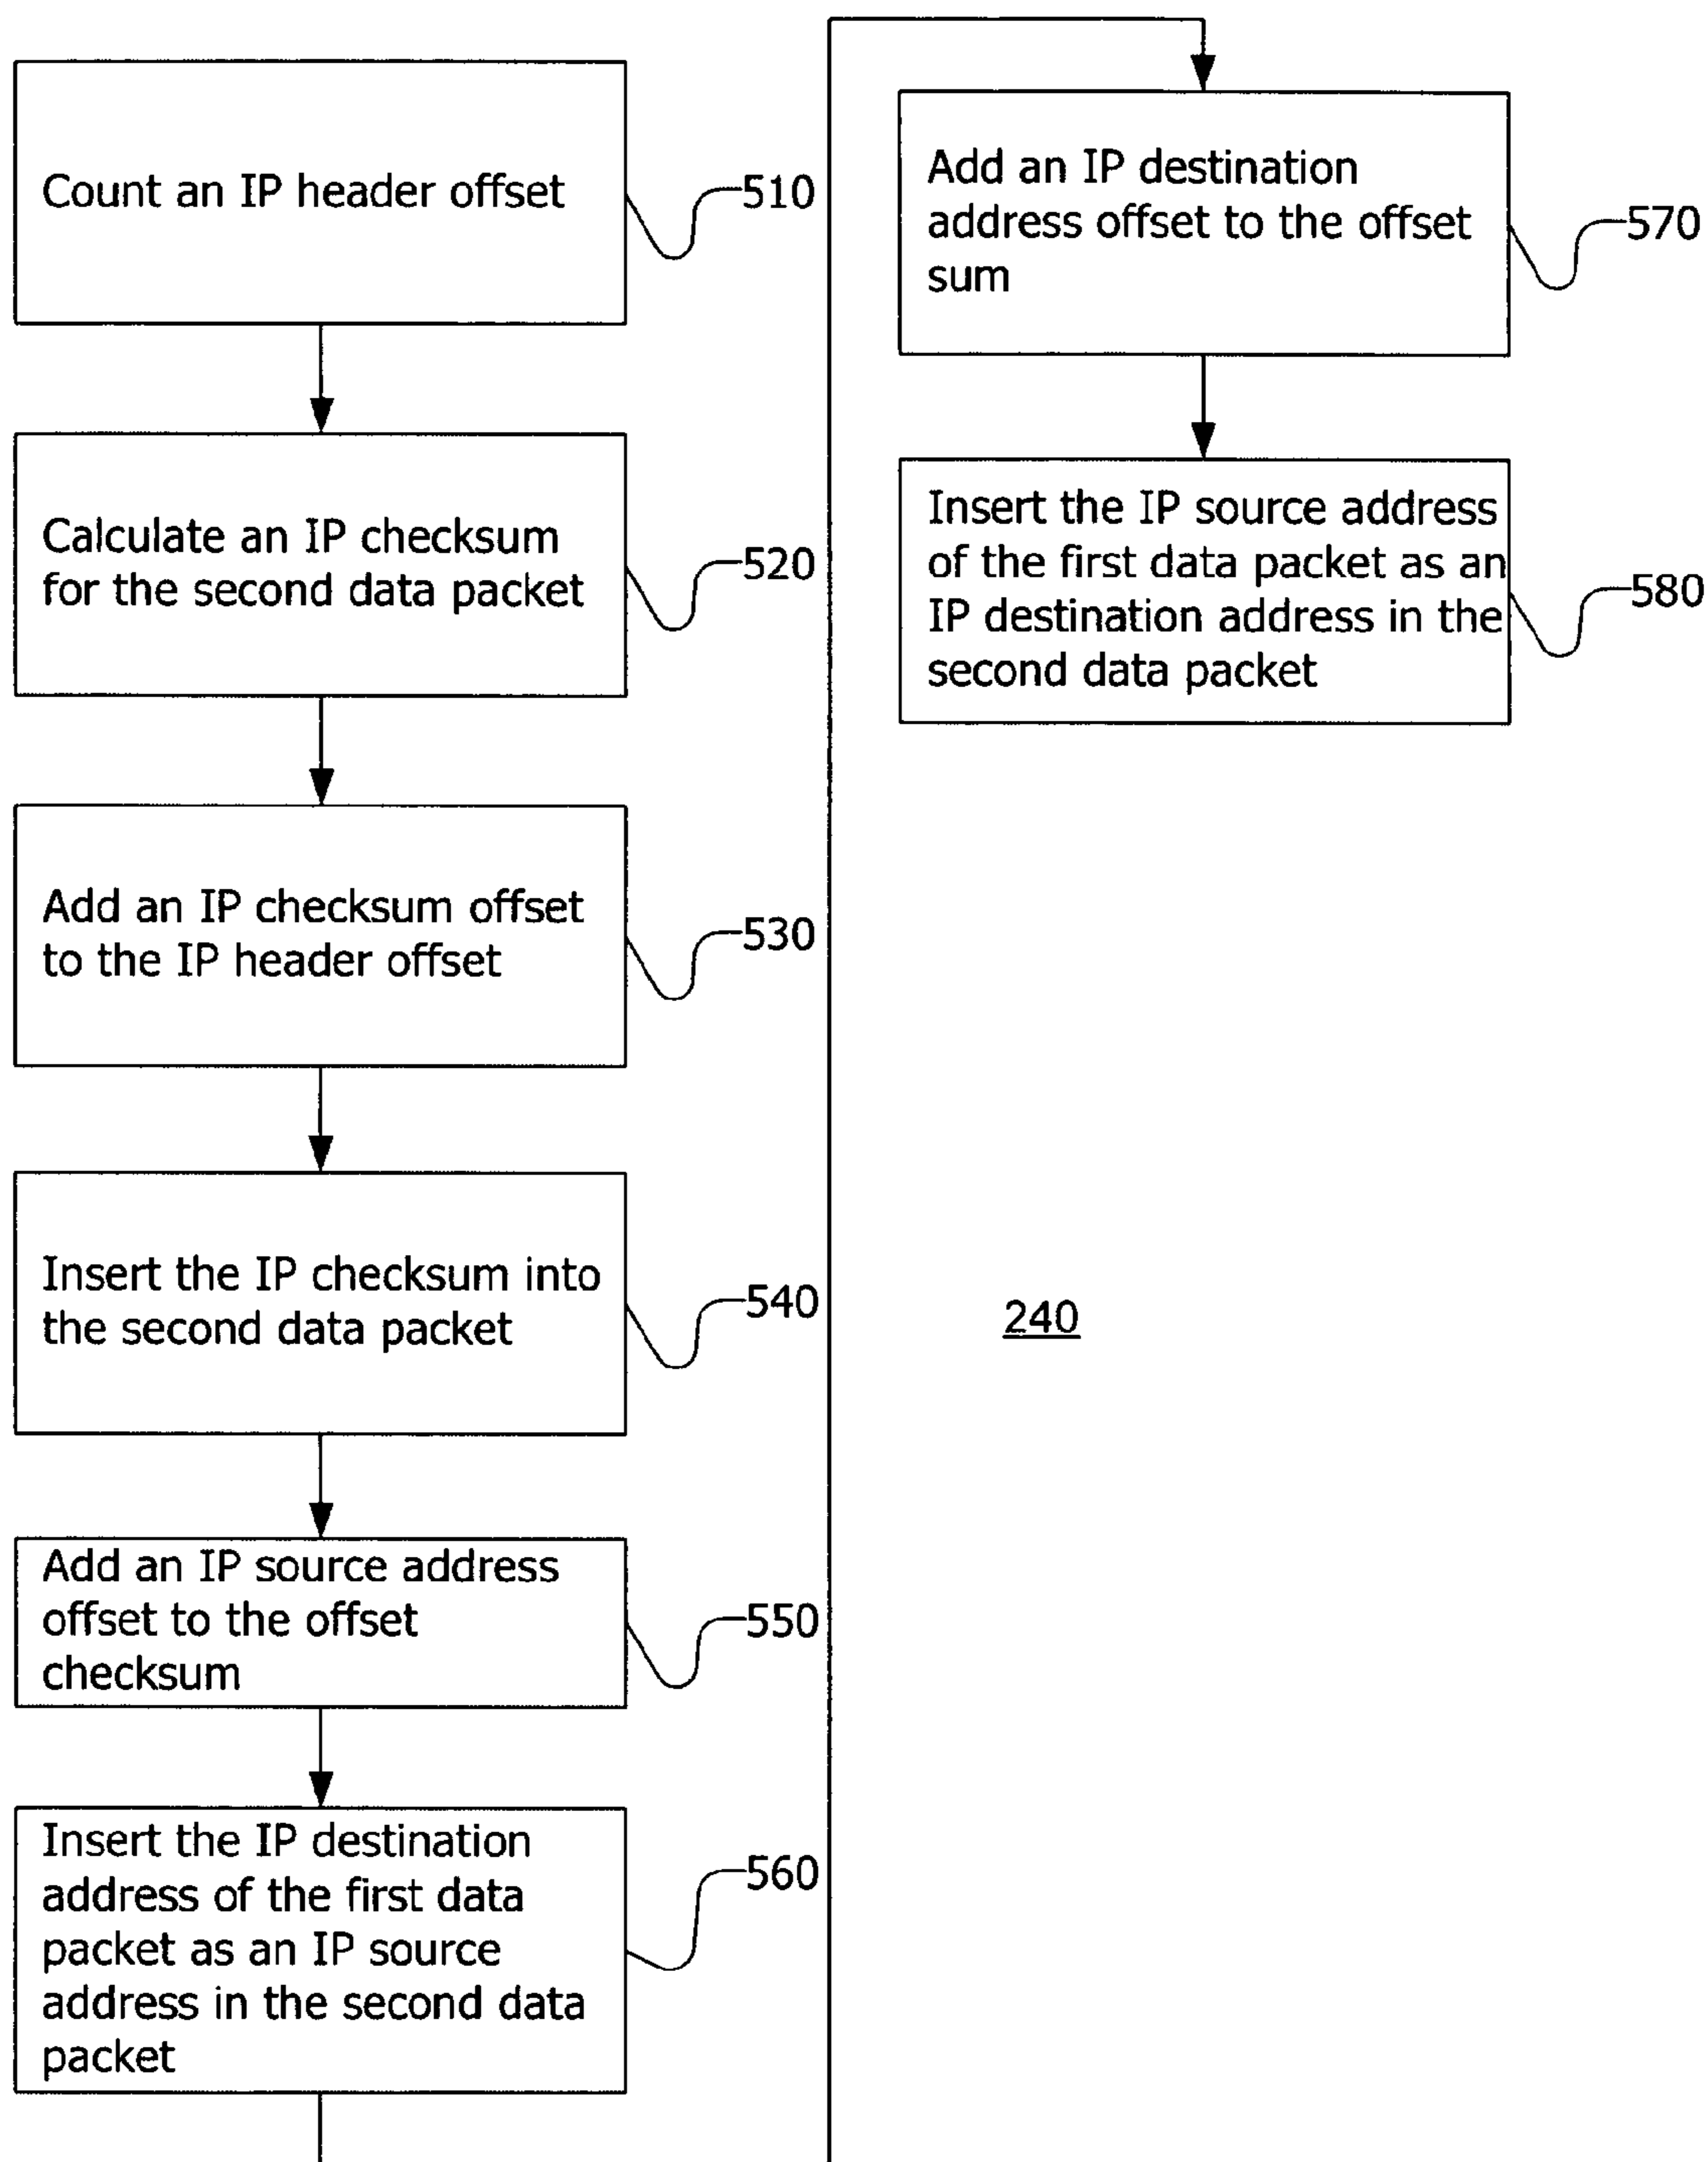 Count an IP header offset
510
Calculate an IP checksum
for the second data packet
520
Add an IP checksum offset
to the IP header offset
530
Insert the IP checksum into
the second data packet
540
Add an IP source address
offset to the offset
checksum
550
Insert the IP destination
address of the first data
packet as an IP source
address in the second data
packet
560
Add an IP destination
address offset to the offset
sum
570
Insert the IP source address
of the first data packet as an
IP destination address in the
second data packet
580
240